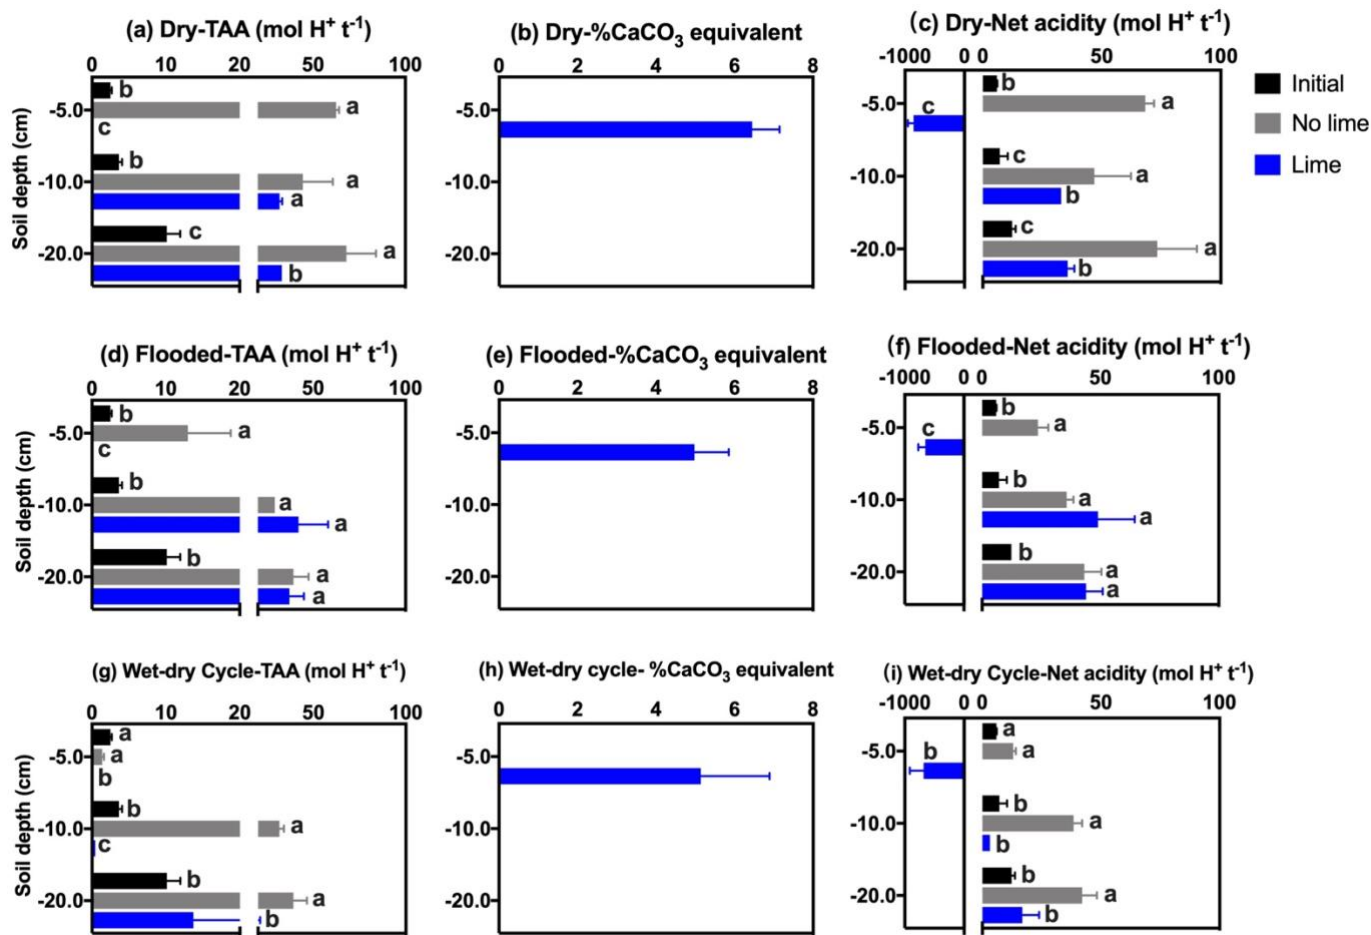 (a) Dry-TAA (mol H⁺ t⁻¹)
0 10 20 50 100
Soil depth (cm)
-5.0
-10.0
-20.0
b
a
c
b
a
a
c
a
b
(b) Dry-%CaCO₃ equivalent
0 2 4 6 8
-5.0
-10.0
-20.0
(c) Dry-Net acidity (mol H⁺ t⁻¹)
-1000 0 0 50 100
-5.0
-10.0
-20.0
b
a
c
c
a
b
c
a
b
Initial
No lime
Lime
(d) Flooded-TAA (mol H⁺ t⁻¹)
0 10 20 50 100
Soil depth (cm)
-5.0
-10.0
-20.0
b
a
c
b
a
a
b
a
a
(e) Flooded-%CaCO₃ equivalent
0 2 4 6 8
-5.0
-10.0
-20.0
(f) Flooded-Net acidity (mol H⁺ t⁻¹)
-1000 0 0 50 100
-5.0
-10.0
-20.0
b
a
c
b
a
a
b
a
a
(g) Wet-dry Cycle-TAA (mol H⁺ t⁻¹)
0 10 20 50 100
Soil depth (cm)
-5.0
-10.0
-20.0
a
a
b
b
a
c
b
a
b
(h) Wet-dry cycle- %CaCO₃ equivalent
0 2 4 6 8
-5.0
-10.0
-20.0
(i) Wet-dry Cycle-Net acidity (mol H⁺ t⁻¹)
-1000 0 0 50 100
-5.0
-10.0
-20.0
a
a
b
b
a
b
b
a
b